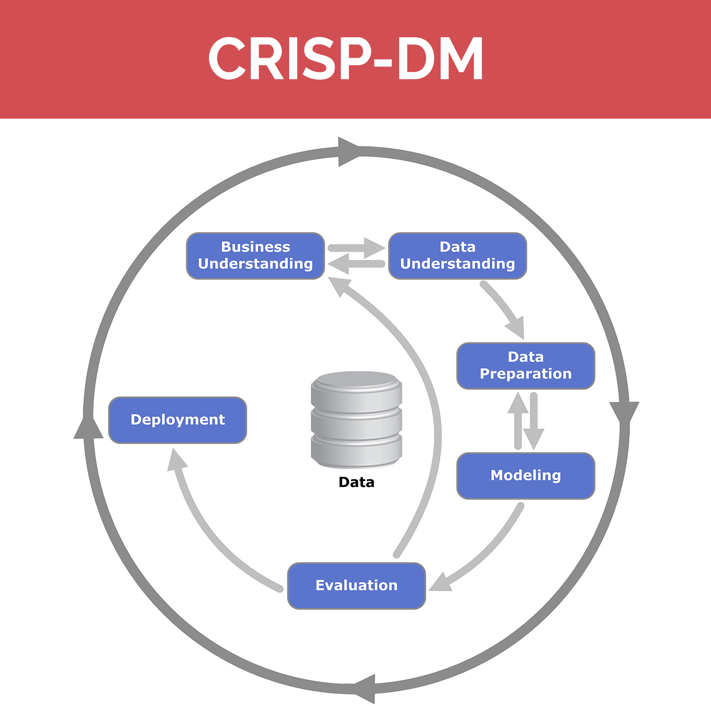 CRISP-DM
Business
Understanding
Data
Understanding
Data
Preparation
Modeling
Evaluation
Deployment
Data